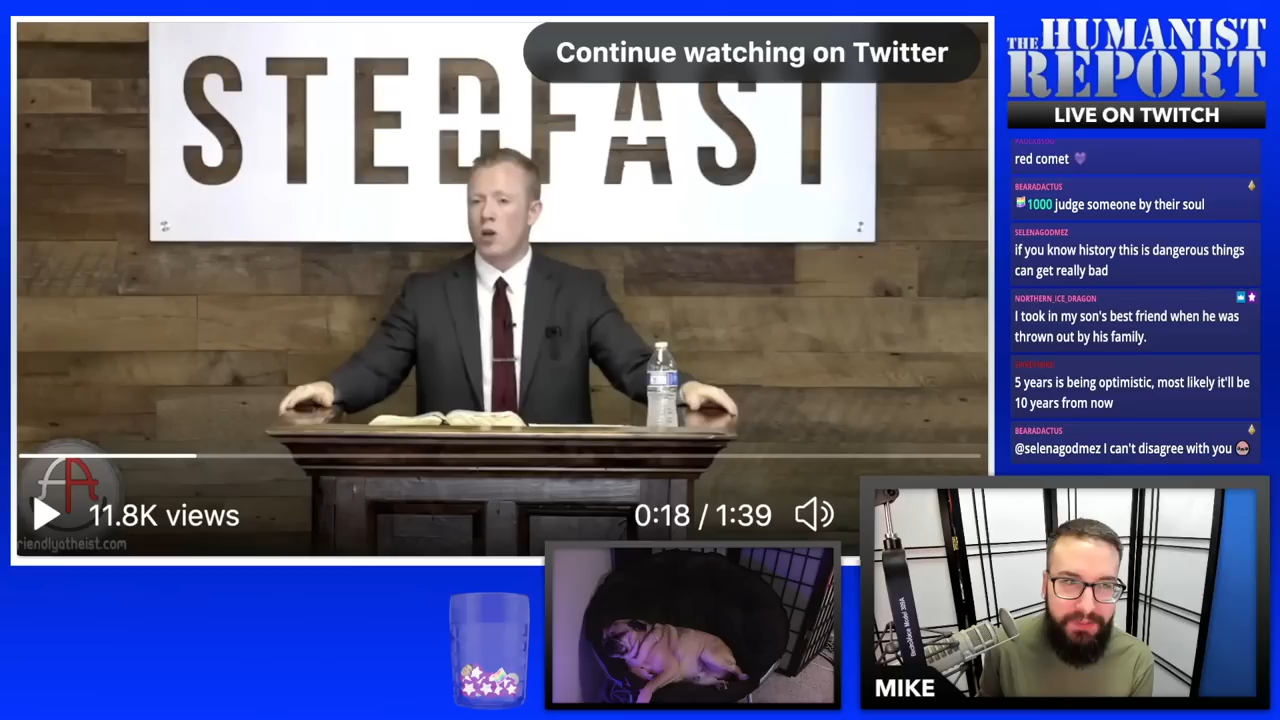 STEDFAST
Continue watching on Twitter
11.8K views
0:18 / 1:39
riendlyatheist.com
THE HUMANIST
REPORT
LIVE ON TWITCH
red comet
BEARADACTUS
1000 judge someone by their soul
SELENAGODMEZ
if you know history this is dangerous things
can get really bad
NORTHERN_ICE_DRAGON
I took in my son's best friend when he was
thrown out by his family.
5 years is being optimistic, most likely it'll be
10 years from now
BEARADACTUS
@selenagodmez I can't disagree with you
MIKE